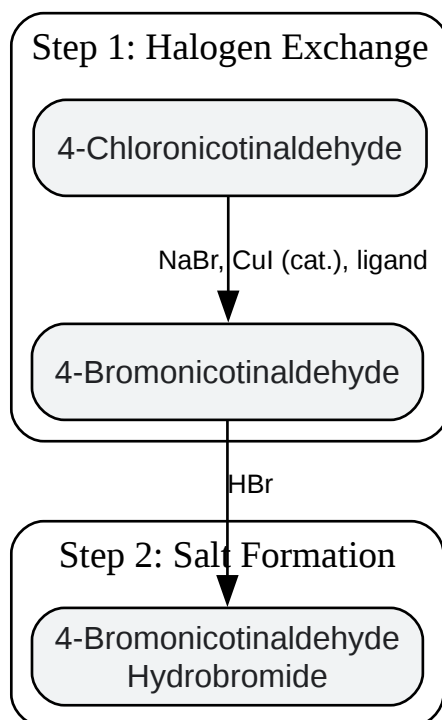 Step 1: Halogen Exchange
4-Chloronicotinaldehyde
NaBr, CuI (cat.), ligand
4-Bromonicotinaldehyde
HBr
Step 2: Salt Formation
4-Bromonicotinaldehyde
Hydrobromide